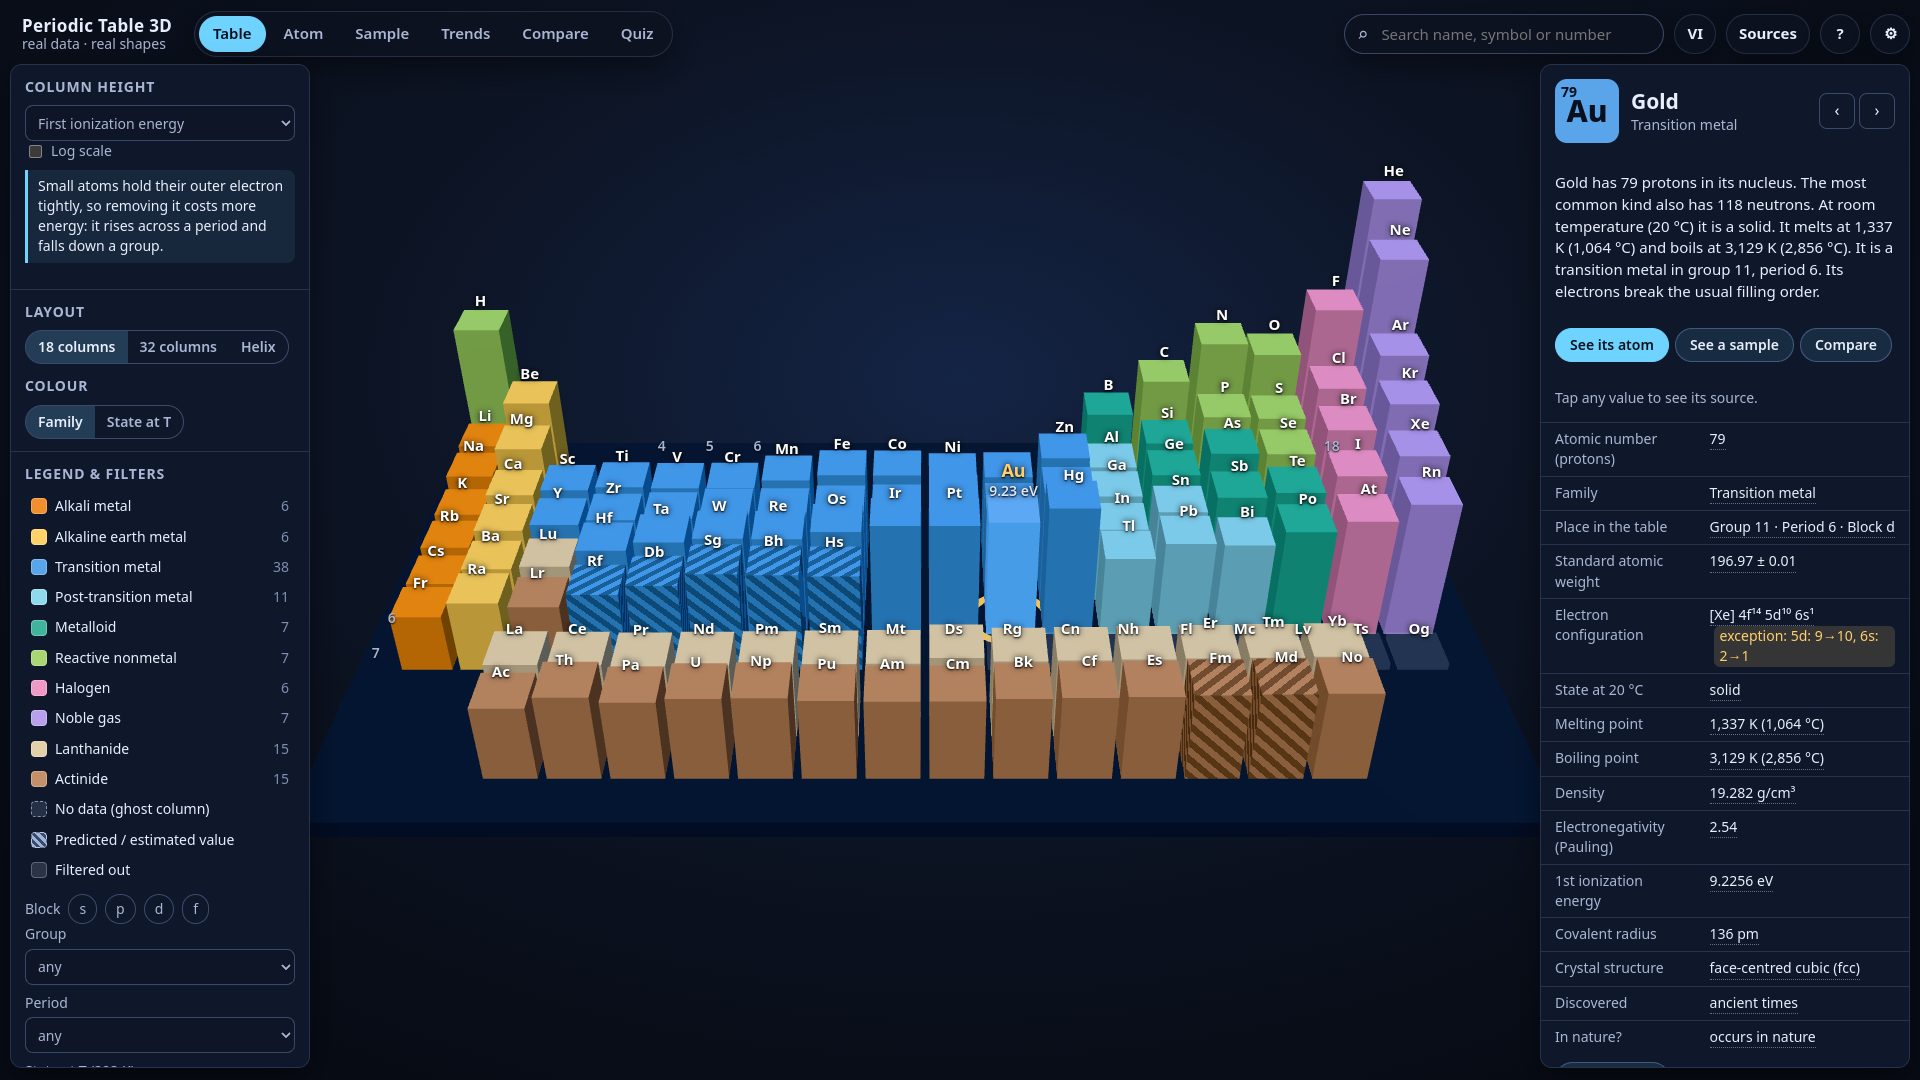 Periodic Table 3D
real data · real shapes
Table Atom Sample Trends Compare Quiz
Search name, symbol or number
VI Sources ? ⚙
COLUMN HEIGHT
First ionization energy
Log scale
Small atoms hold their outer electron
tightly, so removing it costs more
energy: it rises across a period and
falls down a group.
LAYOUT
18 columns 32 columns Helix
COLOUR
Family State at T
LEGEND & FILTERS
Alkali metal 6
Alkaline earth metal 6
Transition metal 38
Post-transition metal 11
Metalloid 7
Reactive nonmetal 7
Halogen 6
Noble gas 7
Lanthanide 15
Actinide 15
No data (ghost column)
Predicted / estimated value
Filtered out
Block s p d f
Group
any
Period
any
He
Ne
H F
N O Ar
C Cl Kr
Be B P S Br
Li Mg Si As Se Xe
Na Ca Sc Ti 4 V 5 Cr 6 Mn Fe Co Ni Zn Al Ge Te 18 I
K Sr Y Zr Ta W Re Os Ir Pt Au Hg Ga Sn Sb Po At Rn
9.23 eV
Rb Ba Lu Hf Db Sg Bh Hs In Tl Pb Bi
Cs Ra Lr Rf
Fr
6
7
La Ce Pr Nd Pm Sm Mt Ds Rg Cn Nh Fl Er Mc Tm Lv Yb Ts Og
Ac Th Pa U Np Pu Am Cm Bk Cf Es Fm Md No
79
Au
Gold
Transition metal
‹ ›
Gold has 79 protons in its nucleus. The most
common kind also has 118 neutrons. At room
temperature (20 °C) it is a solid. It melts at 1,337
K (1,064 °C) and boils at 3,129 K (2,856 °C). It is a
transition metal in group 11, period 6. Its
electrons break the usual filling order.
See its atom See a sample Compare
Tap any value to see its source.
Atomic number (protons) 79
Family Transition metal
Place in the table Group 11 · Period 6 · Block d
Standard atomic weight 196.97 ± 0.01
Electron configuration [Xe] 4f¹⁴ 5d¹⁰ 6s¹
exception: 5d: 9→10, 6s:
2→1
State at 20 °C solid
Melting point 1,337 K (1,064 °C)
Boiling point 3,129 K (2,856 °C)
Density 19.282 g/cm³
Electronegativity (Pauling) 2.54
1st ionization energy 9.2256 eV
Covalent radius 136 pm
Crystal structure face-centred cubic (fcc)
Discovered ancient times
In nature? occurs in nature